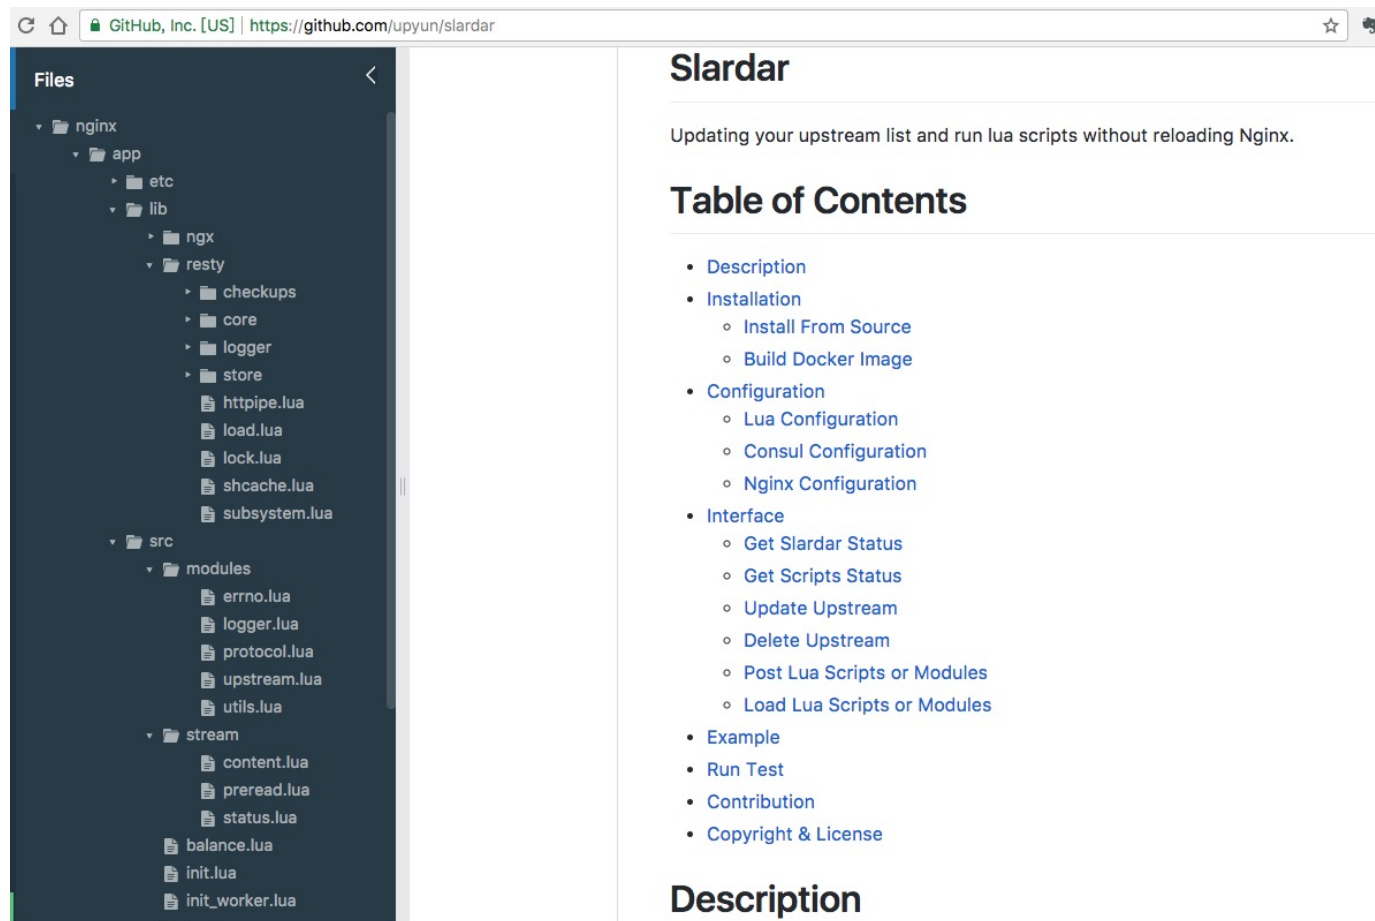 GitHub, Inc. [US] | https://github.com/upyun/slardar
Files
nginx
app
etc
lib
ngx
resty
checkups
core
logger
store
httpipe.lua
load.lua
lock.lua
shcache.lua
subsystem.lua
src
modules
errno.lua
logger.lua
protocol.lua
upstream.lua
utils.lua
stream
content.lua
preread.lua
status.lua
balance.lua
init.lua
init_worker.lua
Slardar
Updating your upstream list and run lua scripts without reloading Nginx.
Table of Contents
Description
Installation
Install From Source
Build Docker Image
Configuration
Lua Configuration
Consul Configuration
Nginx Configuration
Interface
Get Slardar Status
Get Scripts Status
Update Upstream
Delete Upstream
Post Lua Scripts or Modules
Load Lua Scripts or Modules
Example
Run Test
Contribution
Copyright & License
Description